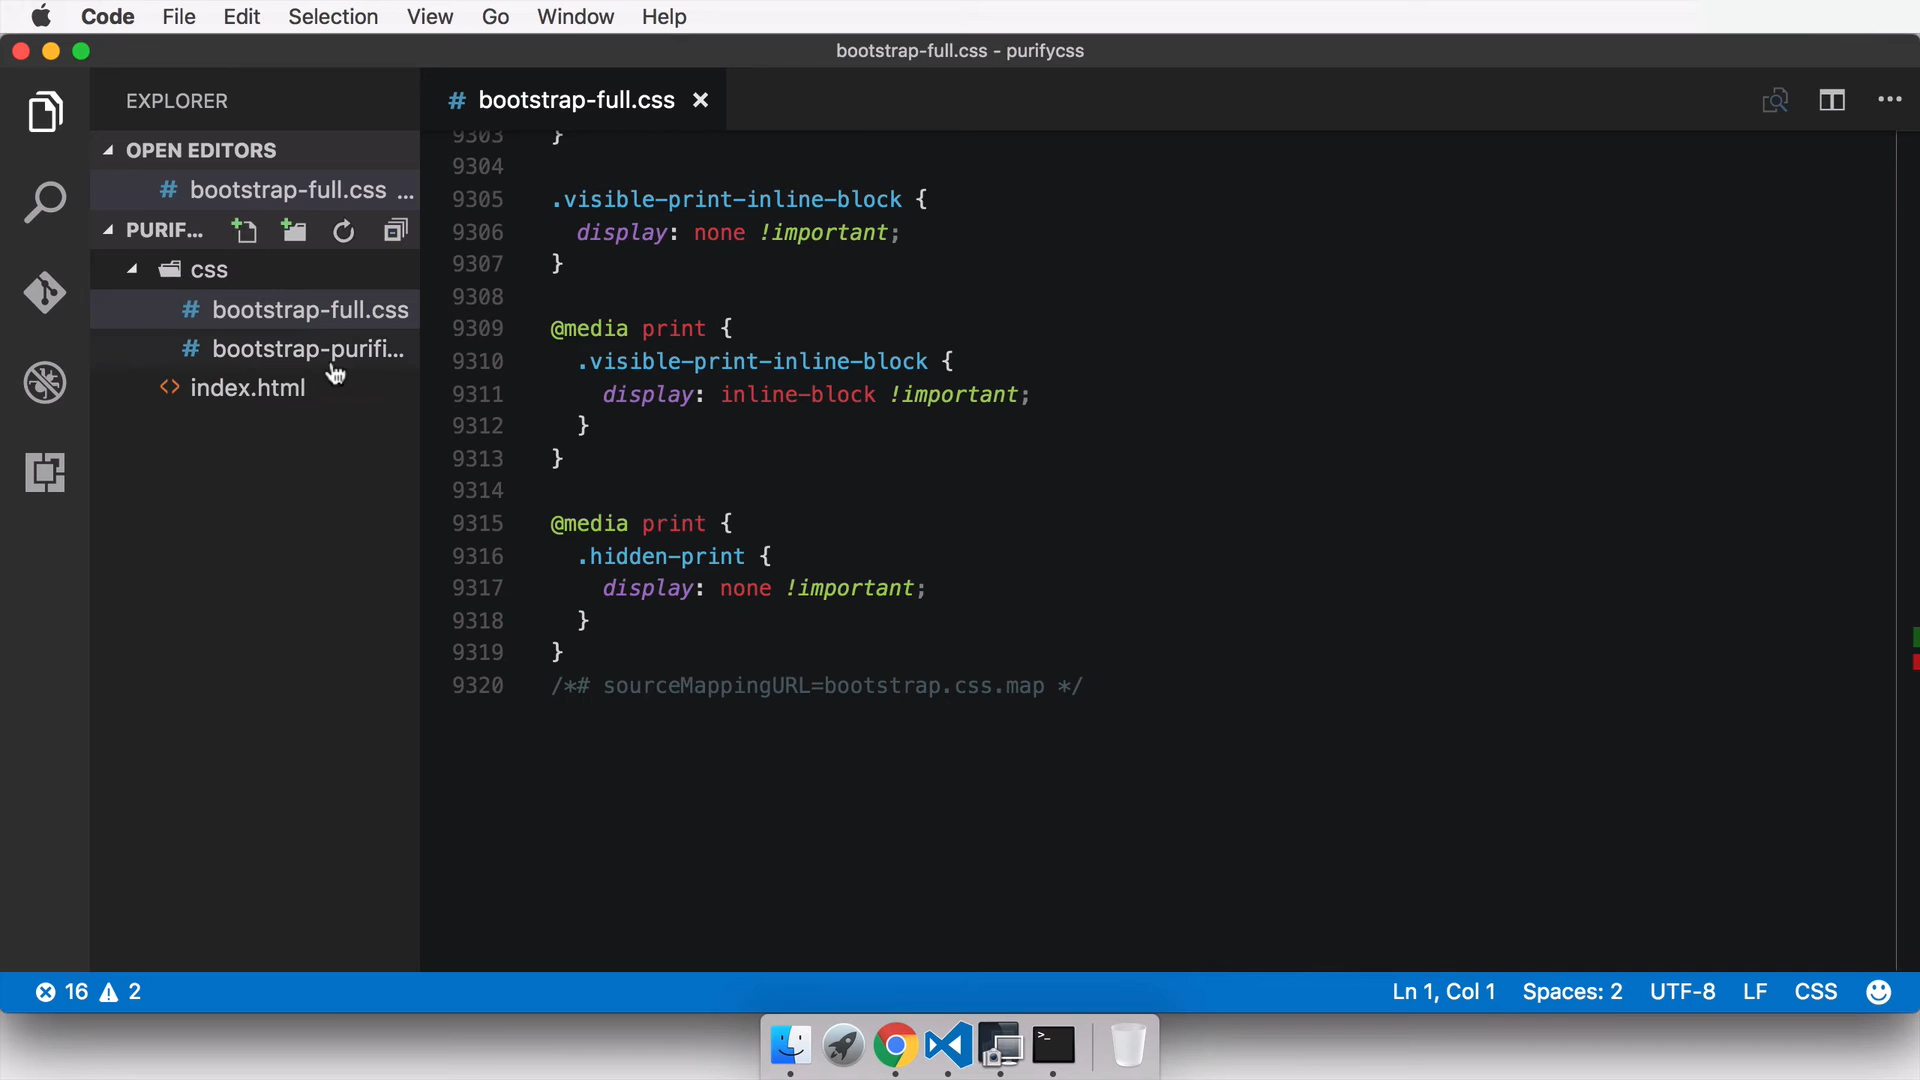 Code File Edit Selection View Go Window Help
bootstrap-full.css - purifycss
EXPLORER
OPEN EDITORS
# bootstrap-full.css ...
PURIF...
css
# bootstrap-full.css
# bootstrap-purifi...
<> index.html
# bootstrap-full.css
9303 }
9304
9305 .visible-print-inline-block {
9306 display: none !important;
9307 }
9308
9309 @media print {
9310 .visible-print-inline-block {
9311 display: inline-block !important;
9312 }
9313 }
9314
9315 @media print {
9316 .hidden-print {
9317 display: none !important;
9318 }
9319 }
9320 /*# sourceMappingURL=bootstrap.css.map */
16 2
Ln 1, Col 1 Spaces: 2 UTF-8 LF CSS